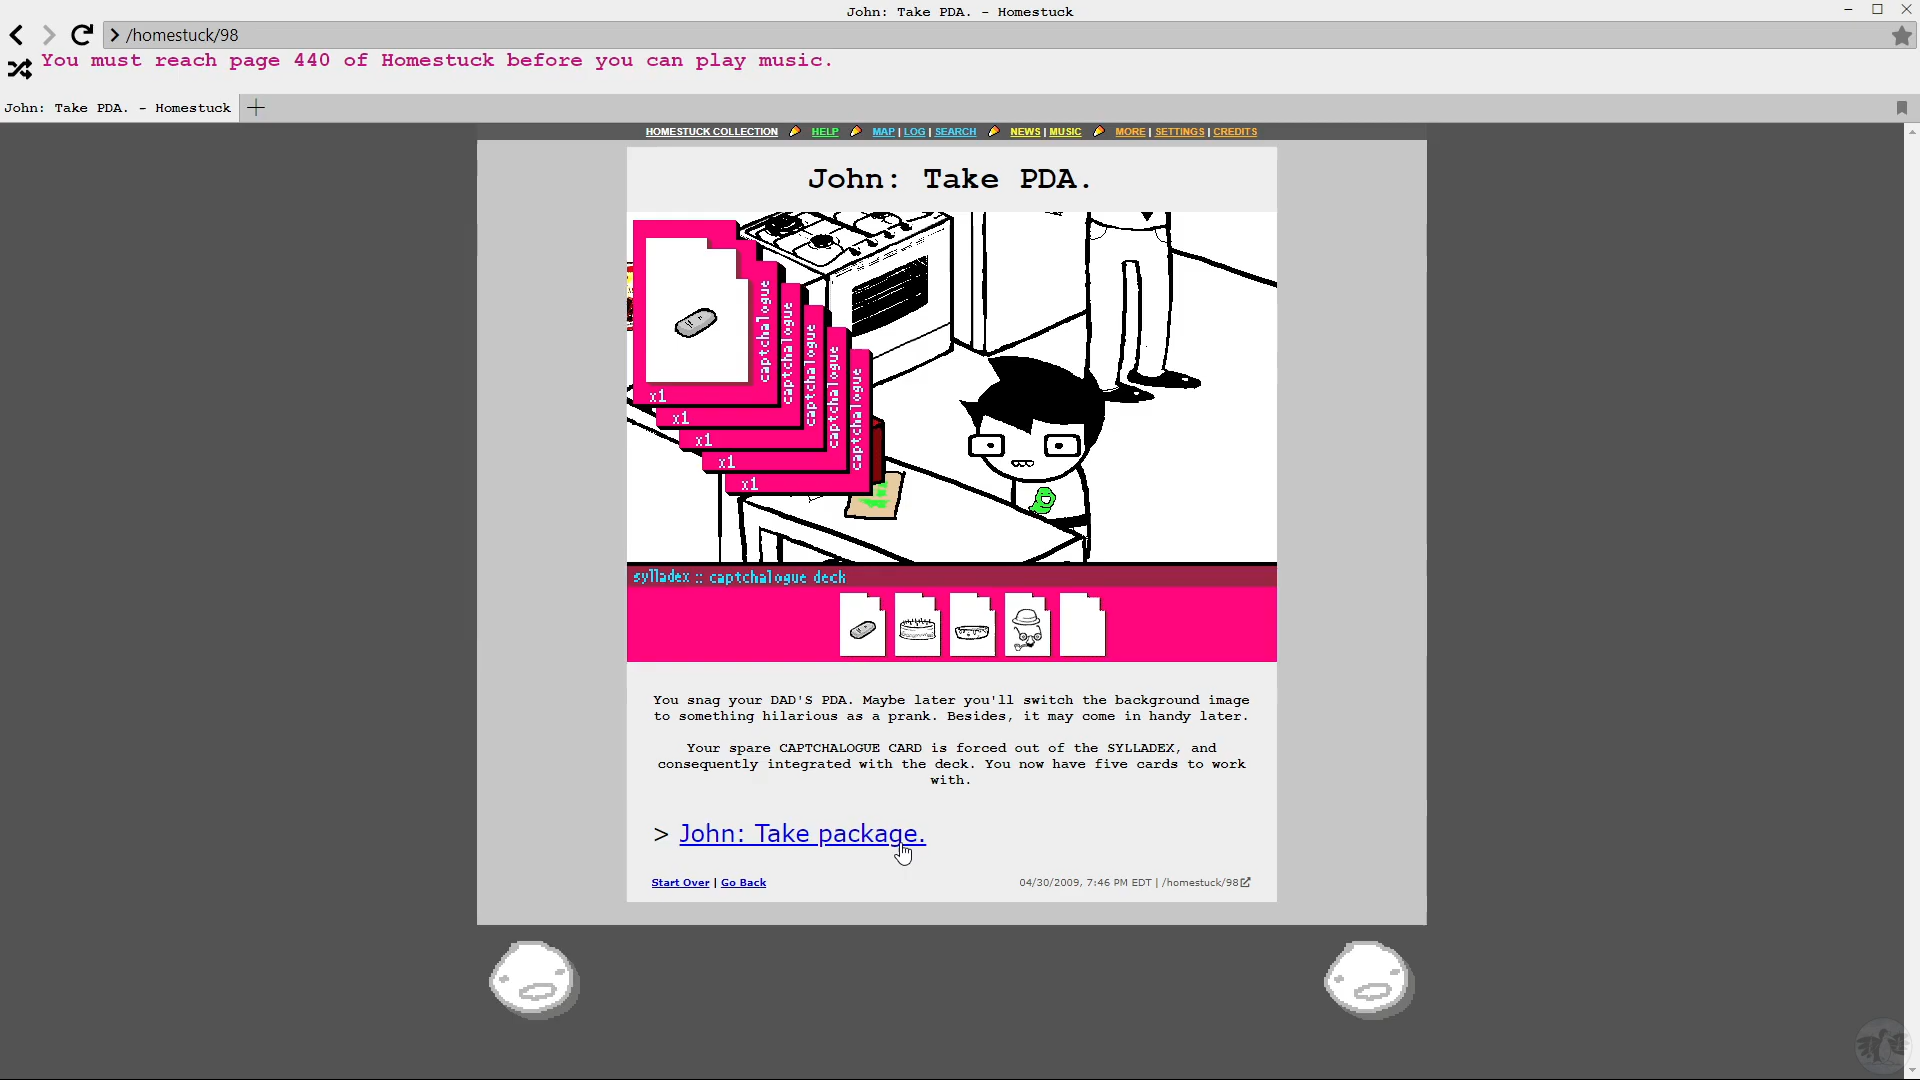 John: Take PDA. - Homestuck
/homestuck/98
You must reach page 440 of Homestuck before you can play music.
John: Take PDA. - Homestuck
HOMESTUCK COLLECTION HELP MAP | LOG | SEARCH NEWS | MUSIC MORE | SETTINGS | CREDITS
John: Take PDA.
captchalogue
captchalogue
captchalogue
captchalogue
captchalogue
x1
x1
x1
x1
x1
sylladex :: captchalogue deck
You snag your DAD'S PDA. Maybe later you'll switch the background image
to something hilarious as a prank. Besides, it may come in handy later.
Your spare CAPTCHALOGUE CARD is forced out of the SYLLADEX, and
consequently integrated with the deck. You now have five cards to work
with.
> John: Take package.
Start Over | Go Back
04/30/2009, 7:46 PM EDT | /homestuck/98